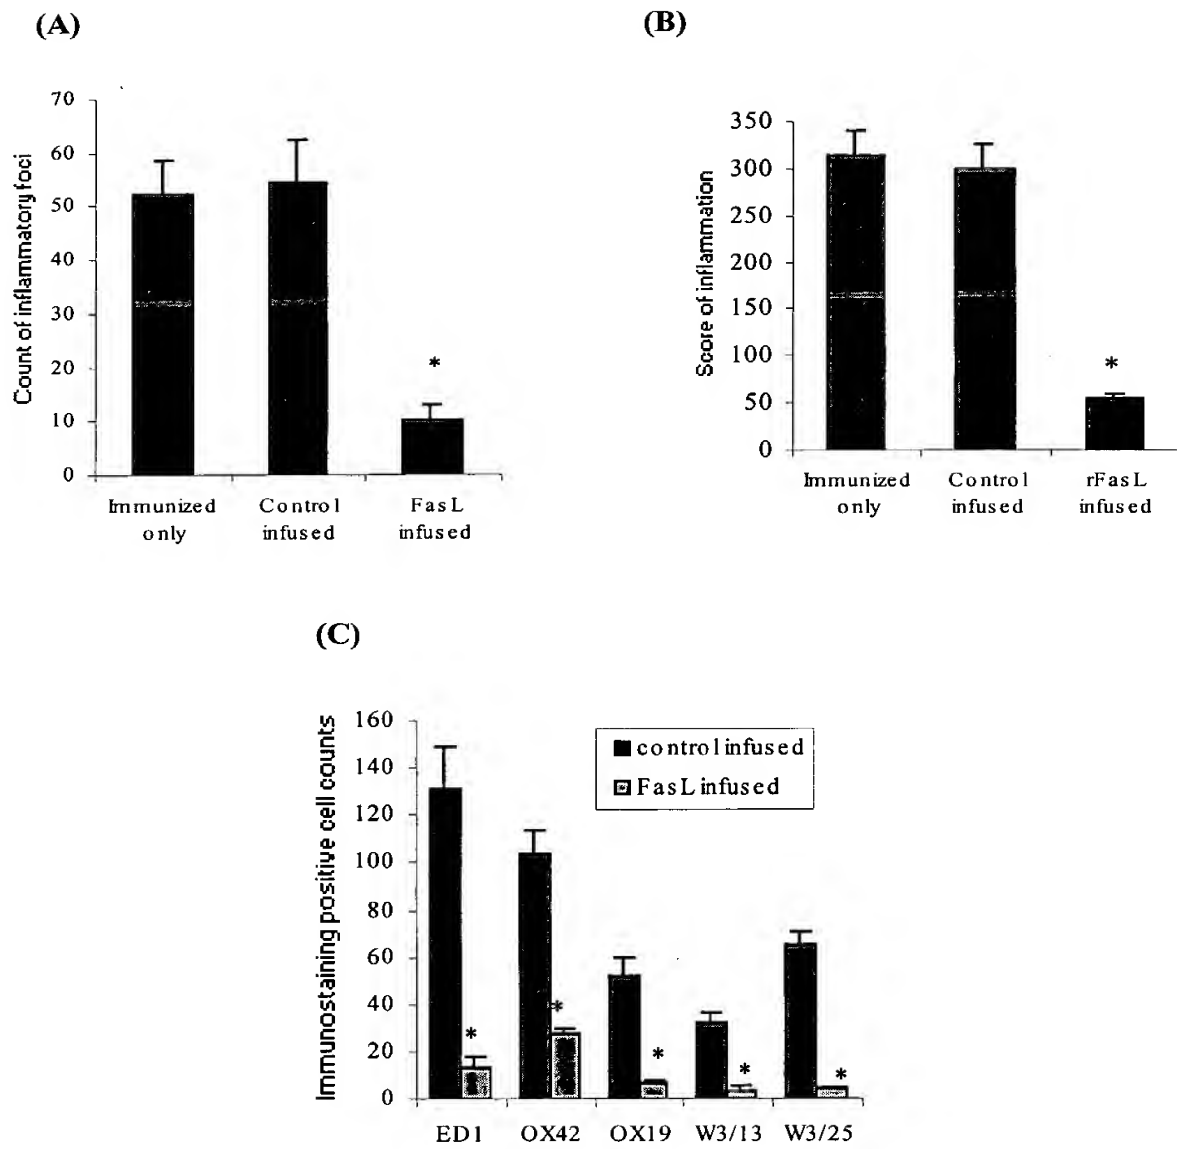 (A)
Count of inflammatory foci
70
60
50
40
30
20
10
0
*
Immunized only
Control infused
FasL infused
(B)
Score of inflammation
350
300
250
200
150
100
50
0
*
Immunized only
Control infused
rFasL infused
(C)
Immunostaining positive cell counts
160
140
120
100
80
60
40
20
0
control infused
FasL infused
*
*
*
*
*
ED1
OX42
OX19
W3/13
W3/25